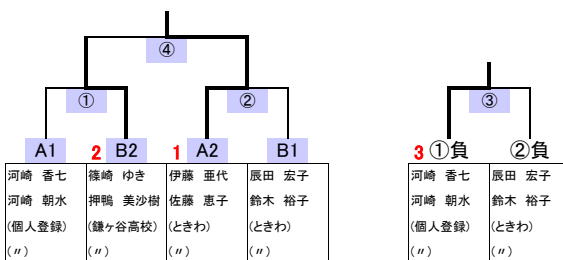 ④
① ② ③
A1 2 B2 1 A2 B1 3 ①負 ②負
河崎 香七 篠崎 ゆき 伊藤 亜代 辰田 宏子 河崎 香七 辰田 宏子
河崎 朝水 押鴨 美沙樹 佐藤 恵子 鈴木 裕子 河崎 朝水 鈴木 裕子
(個人登録) (鎌ヶ谷高校) (ときわ) (ときわ) (個人登録) (ときわ)
(〃) (〃) (〃) (〃) (〃) (〃)